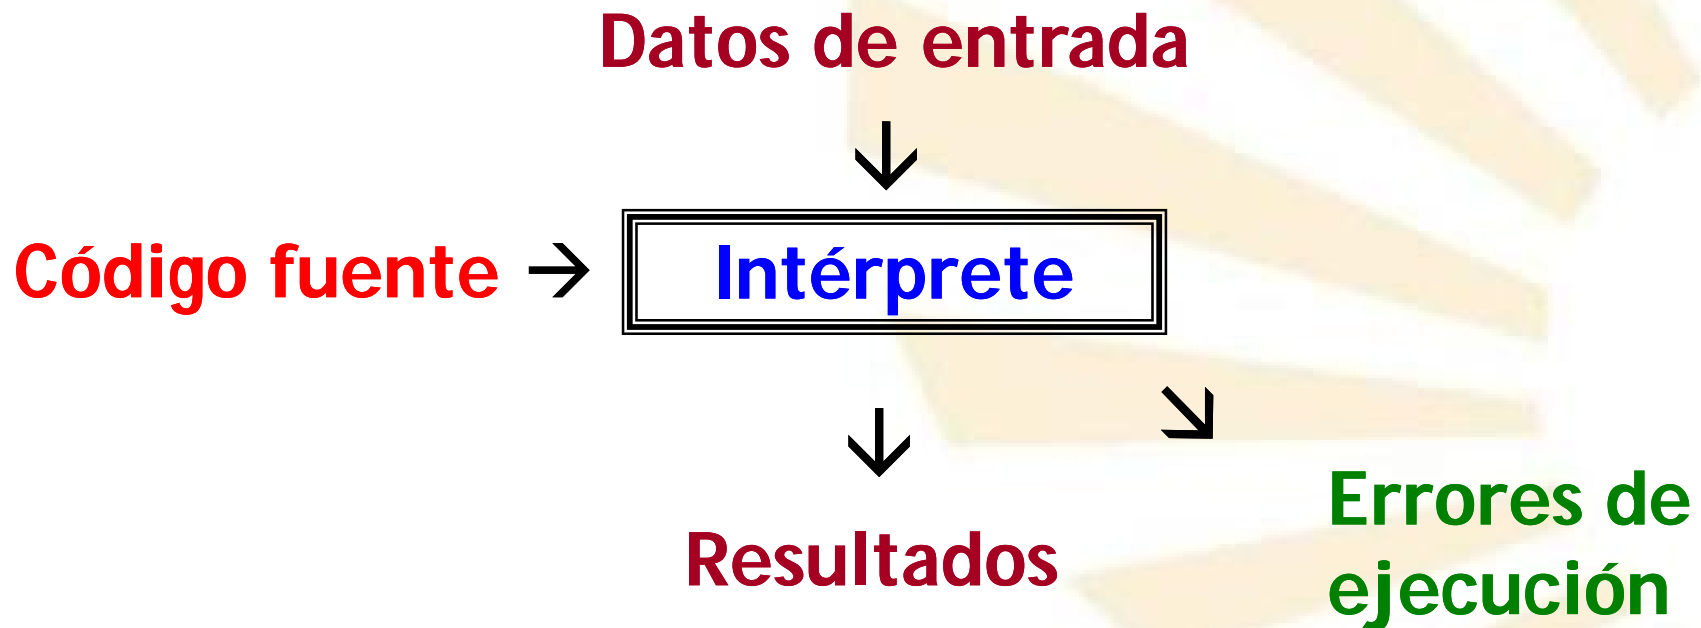 Datos de entrada
Código fuente → Intérprete
Resultados
Errores de
ejecución